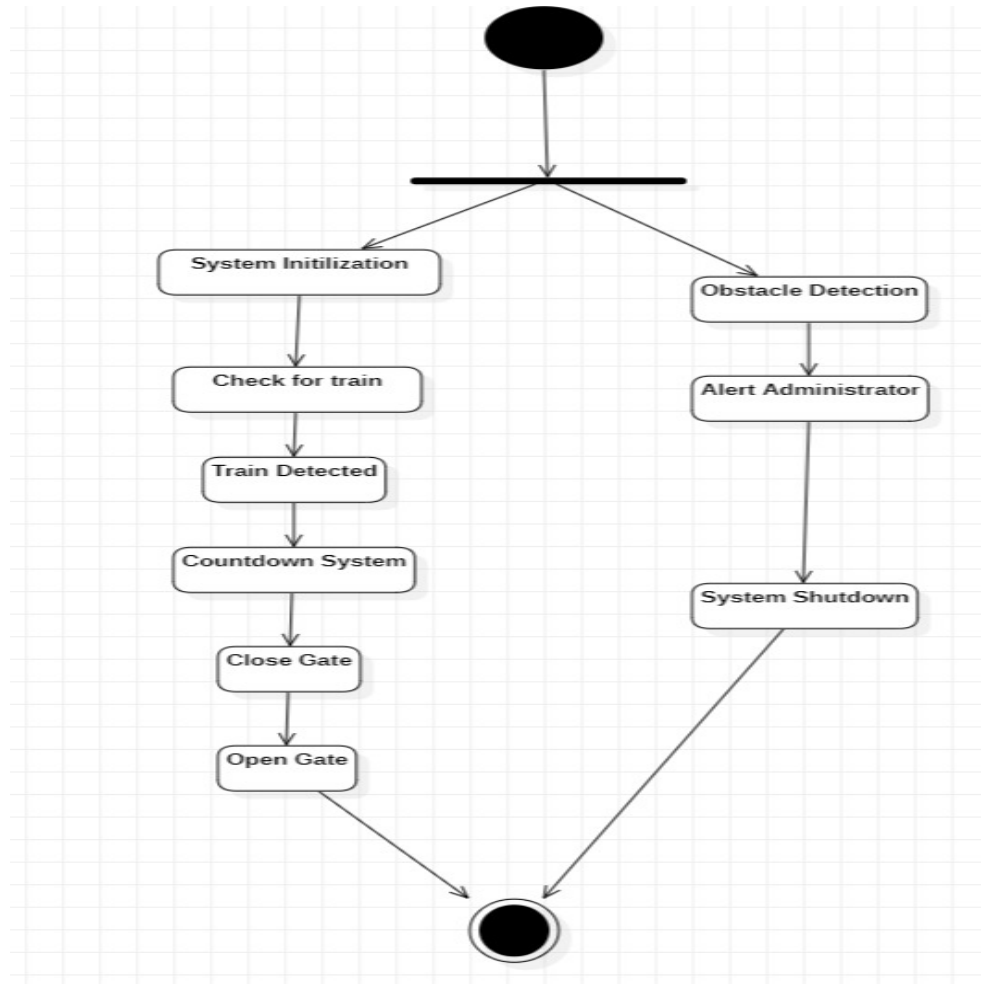 System Initilization
Check for train
Train Detected
Countdown System
Close Gate
Open Gate
Obstacle Detection
Alert Administrator
System Shutdown